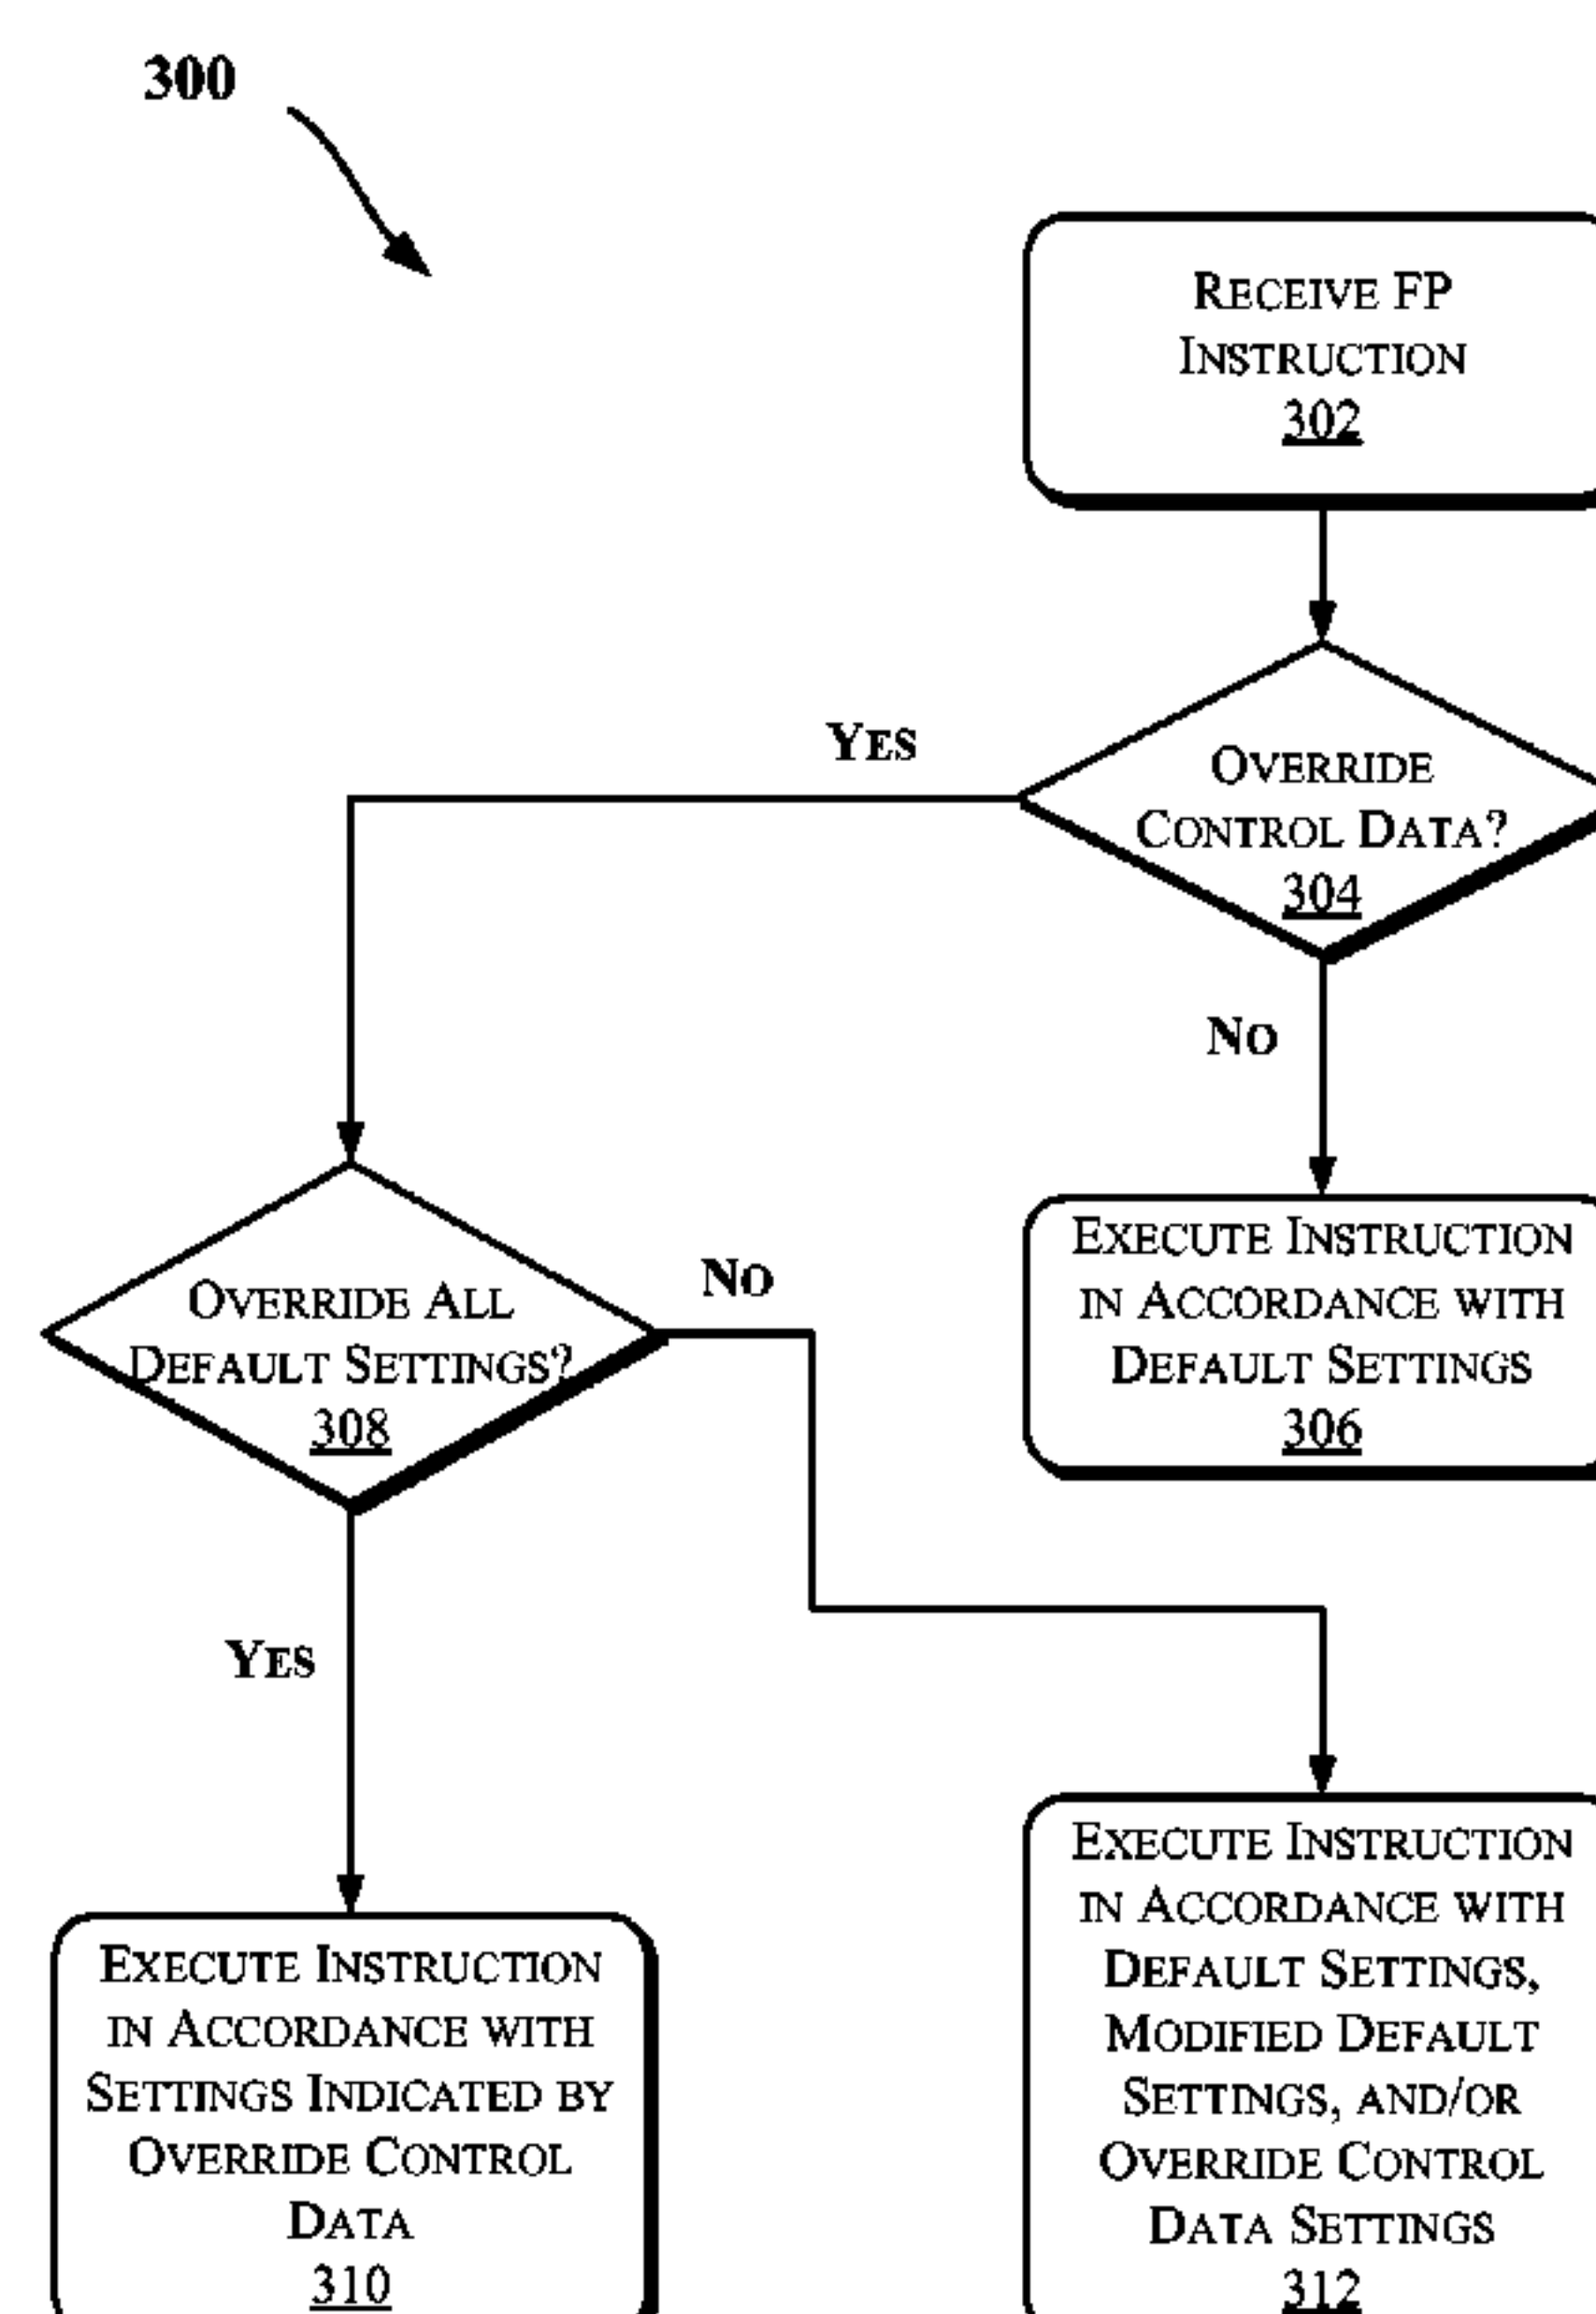 300
RECEIVE FP
INSTRUCTION
302
YES
OVERRIDE
CONTROL DATA?
304
NO
OVERRIDE ALL
DEFAULT SETTINGS?
308
NO
EXECUTE INSTRUCTION
IN ACCORDANCE WITH
DEFAULT SETTINGS
306
YES
EXECUTE INSTRUCTION
IN ACCORDANCE WITH
SETTINGS INDICATED BY
OVERRIDE CONTROL
DATA
310
EXECUTE INSTRUCTION
IN ACCORDANCE WITH
DEFAULT SETTINGS,
MODIFIED DEFAULT
SETTINGS, AND/OR
OVERRIDE CONTROL
DATA SETTINGS
312